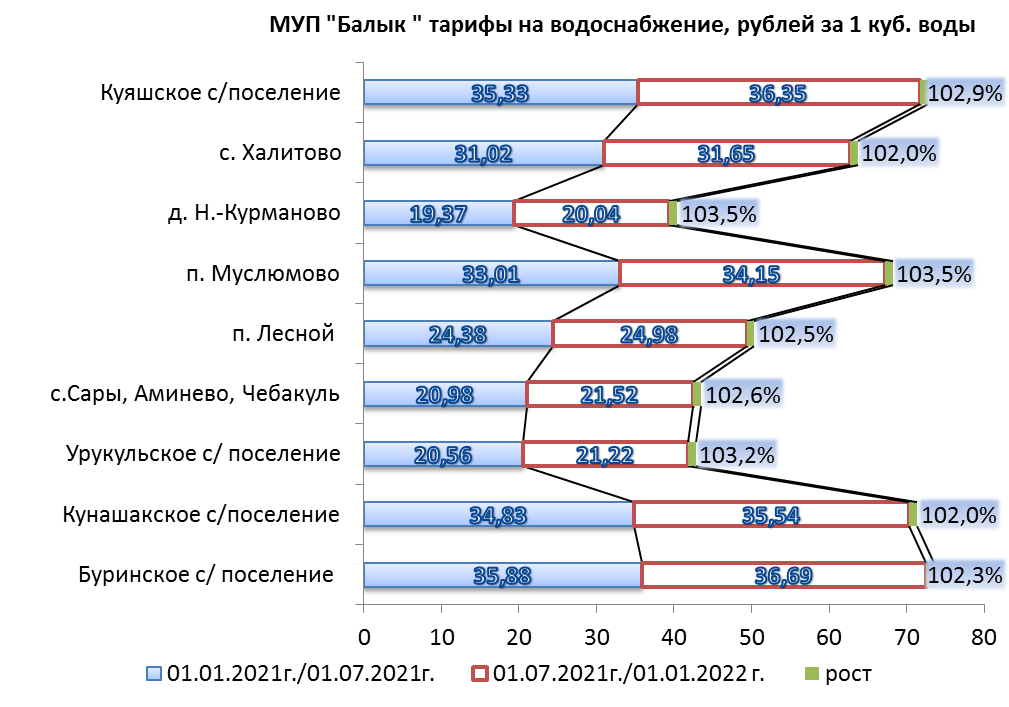 МУП "Балык " тарифы на водоснабжение, рублей за 1 куб. воды
Куяшское с/поселение 35,33 36,35 102,9%
с. Халитово 31,02 31,65 102,0%
д. Н.-Курманово 19,37 20,04 103,5%
п. Муслюмово 33,01 34,15 103,5%
п. Лесной 24,38 24,98 102,5%
с.Сары, Аминево, Чебакуль 20,98 21,52 102,6%
Урукульское с/ поселение 20,56 21,22 103,2%
Кунашакское с/поселение 34,83 35,54 102,0%
Буринское с/ поселение 35,88 36,69 102,3%
0 10 20 30 40 50 60 70 80
01.01.2021г./01.07.2021г. 01.07.2021г./01.01.2022 г. рост